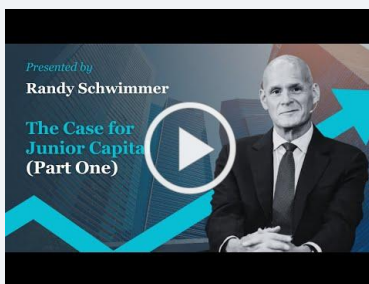 Presented by
Randy Schwimmer
The Case for
Junior Capita
(Part One)